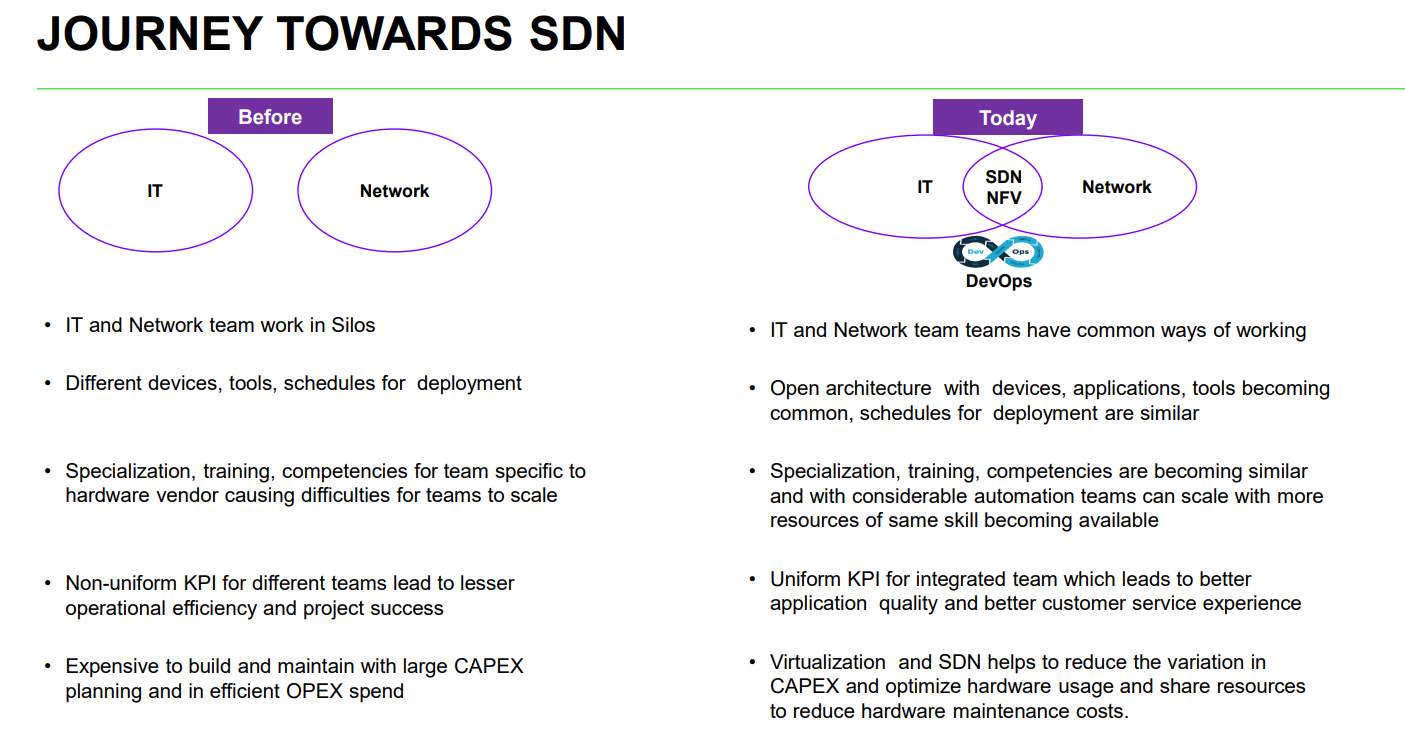 JOURNEY TOWARDS SDN
Before
IT
Network
• IT and Network team work in Silos
• Different devices, tools, schedules for deployment
• Specialization, training, competencies for team specific to
hardware vendor causing difficulties for teams to scale
• Non-uniform KPI for different teams lead to lesser
operational efficiency and project success
• Expensive to build and maintain with large CAPEX
planning and in efficient OPEX spend
Today
IT
SDN
NFV
Network
Dev Ops
DevOps
• IT and Network team teams have common ways of working
• Open architecture with devices, applications, tools becoming
common, schedules for deployment are similar
• Specialization, training, competencies are becoming similar
and with considerable automation teams can scale with more
resources of same skill becoming available
• Uniform KPI for integrated team which leads to better
application quality and better customer service experience
• Virtualization and SDN helps to reduce the variation in
CAPEX and optimize hardware usage and share resources
to reduce hardware maintenance costs.